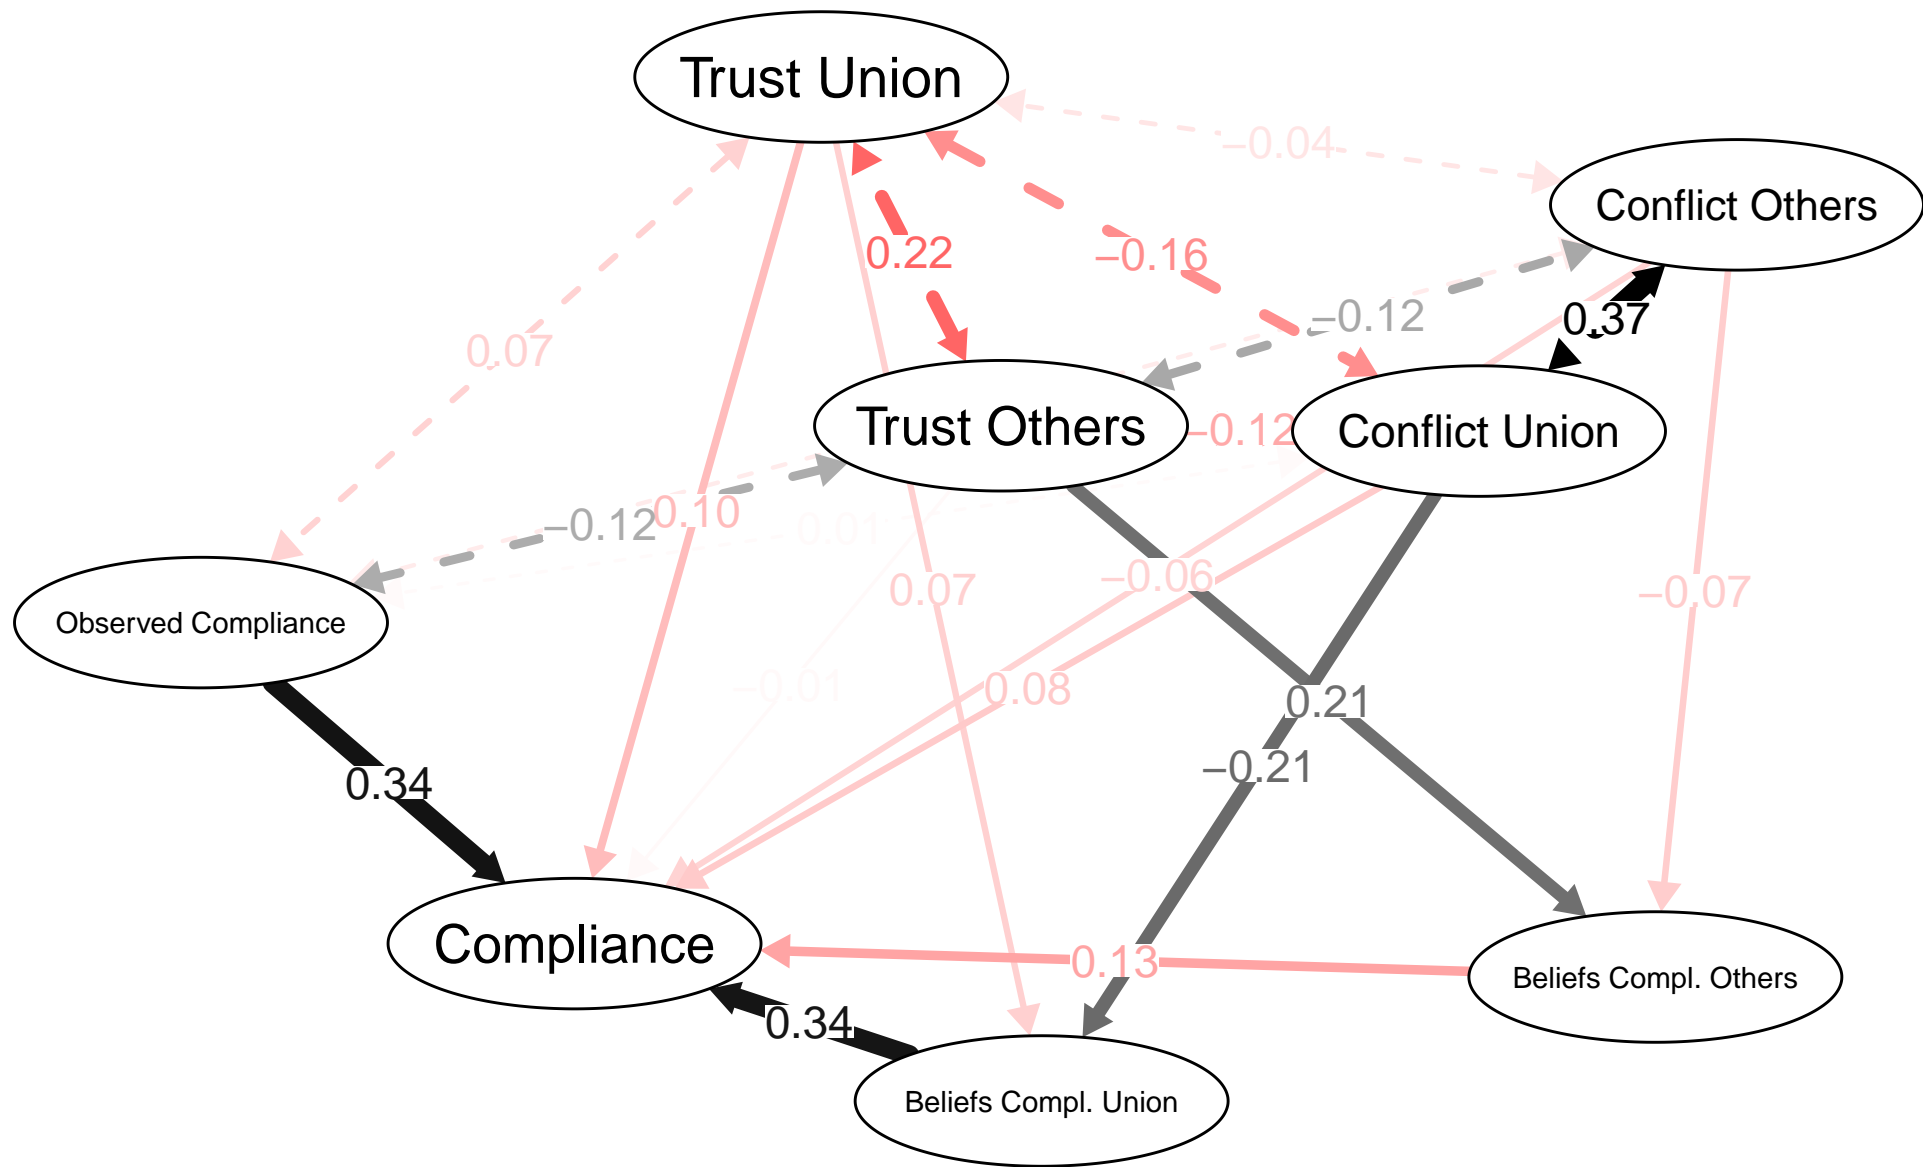 Trust Union
−0.04
Conflict Others
0.22
−0.16
−0.12
0.37
0.07
Trust Others
−0.12
Conflict Union
−0.12
0.10
0.01
−0.06
0.07
−0.07
Observed Compliance
−0.01
0.08
0.21
−0.21
0.34
Compliance
0.13
Beliefs Compl. Others
0.34
Beliefs Compl. Union